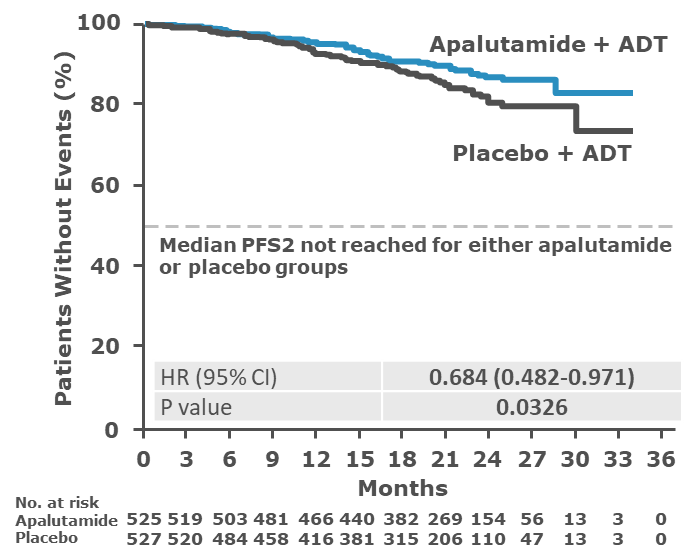 100
80
60
40
20
0
Patients Without Events (%)
Apalutamide + ADT
Placebo + ADT
Median PFS2 not reached for either apalutamide
or placebo groups
HR (95% CI) 0.684 (0.482-0.971)
P value 0.0326
0 3 6 9 12 15 18 21 24 27 30 33 36
Months
No. at risk
Apalutamide 525 519 503 481 466 440 382 269 154 56 13 3 0
Placebo 527 520 484 458 416 381 315 206 110 47 13 3 0